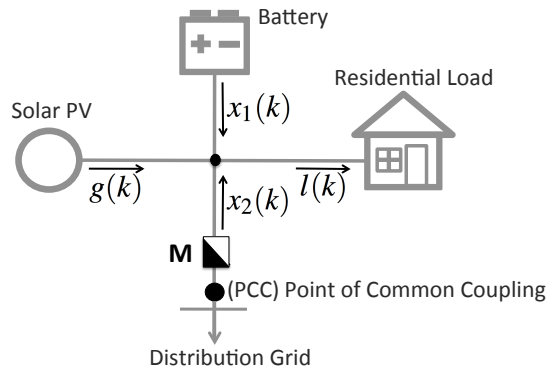 Battery
x₁(k)
Residential Load
Solar PV
g(k)
l(k)
x₂(k)
M
(PCC) Point of Common Coupling
Distribution Grid